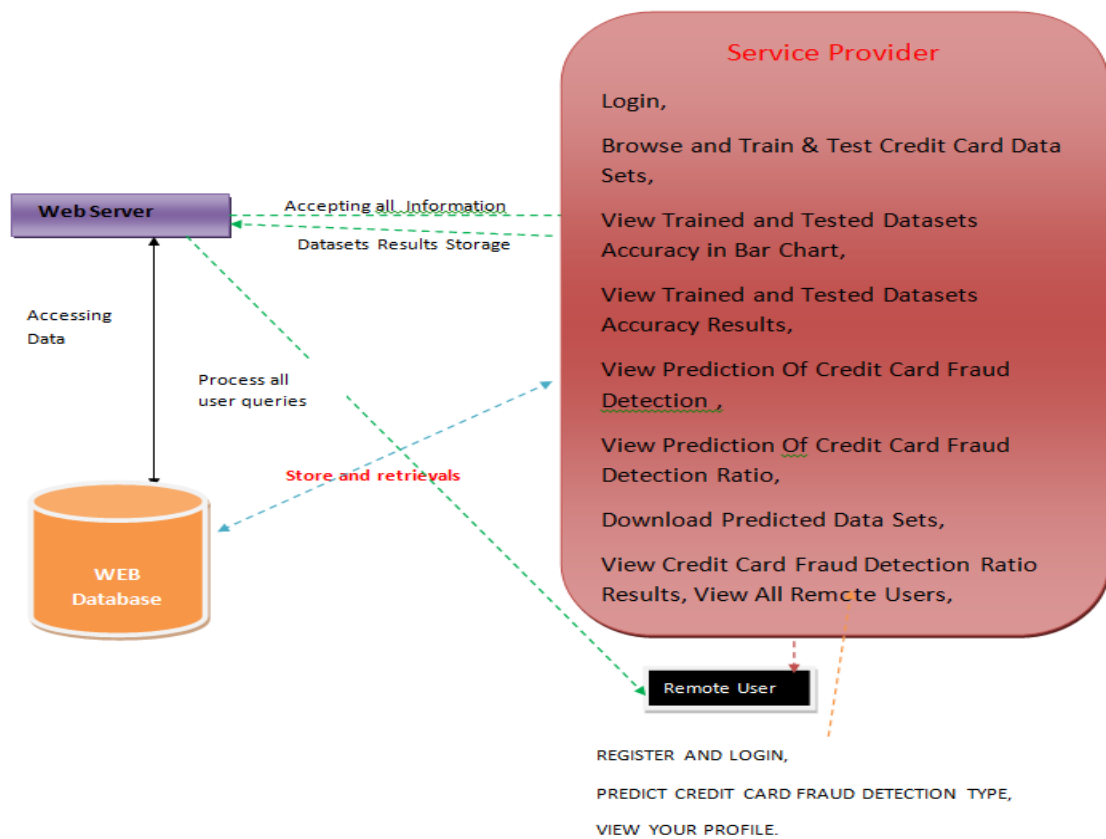 Service Provider
Login,
Browse and Train & Test Credit Card Data
Sets,
View Trained and Tested Datasets
Accuracy in Bar Chart,
View Trained and Tested Datasets
Accuracy Results,
View Prediction Of Credit Card Fraud
Detection ,
View Prediction Of Credit Card Fraud
Detection Ratio,
Download Predicted Data Sets,
View Credit Card Fraud Detection Ratio
Results, View All Remote Users,
Web Server
Accepting all Information
Datasets Results Storage
Accessing
Data
Process all
user queries
Store and retrievals
WEB
Database
Remote User
REGISTER AND LOGIN,
PREDICT CREDIT CARD FRAUD DETECTION TYPE,
VIEW YOUR PROFILE.